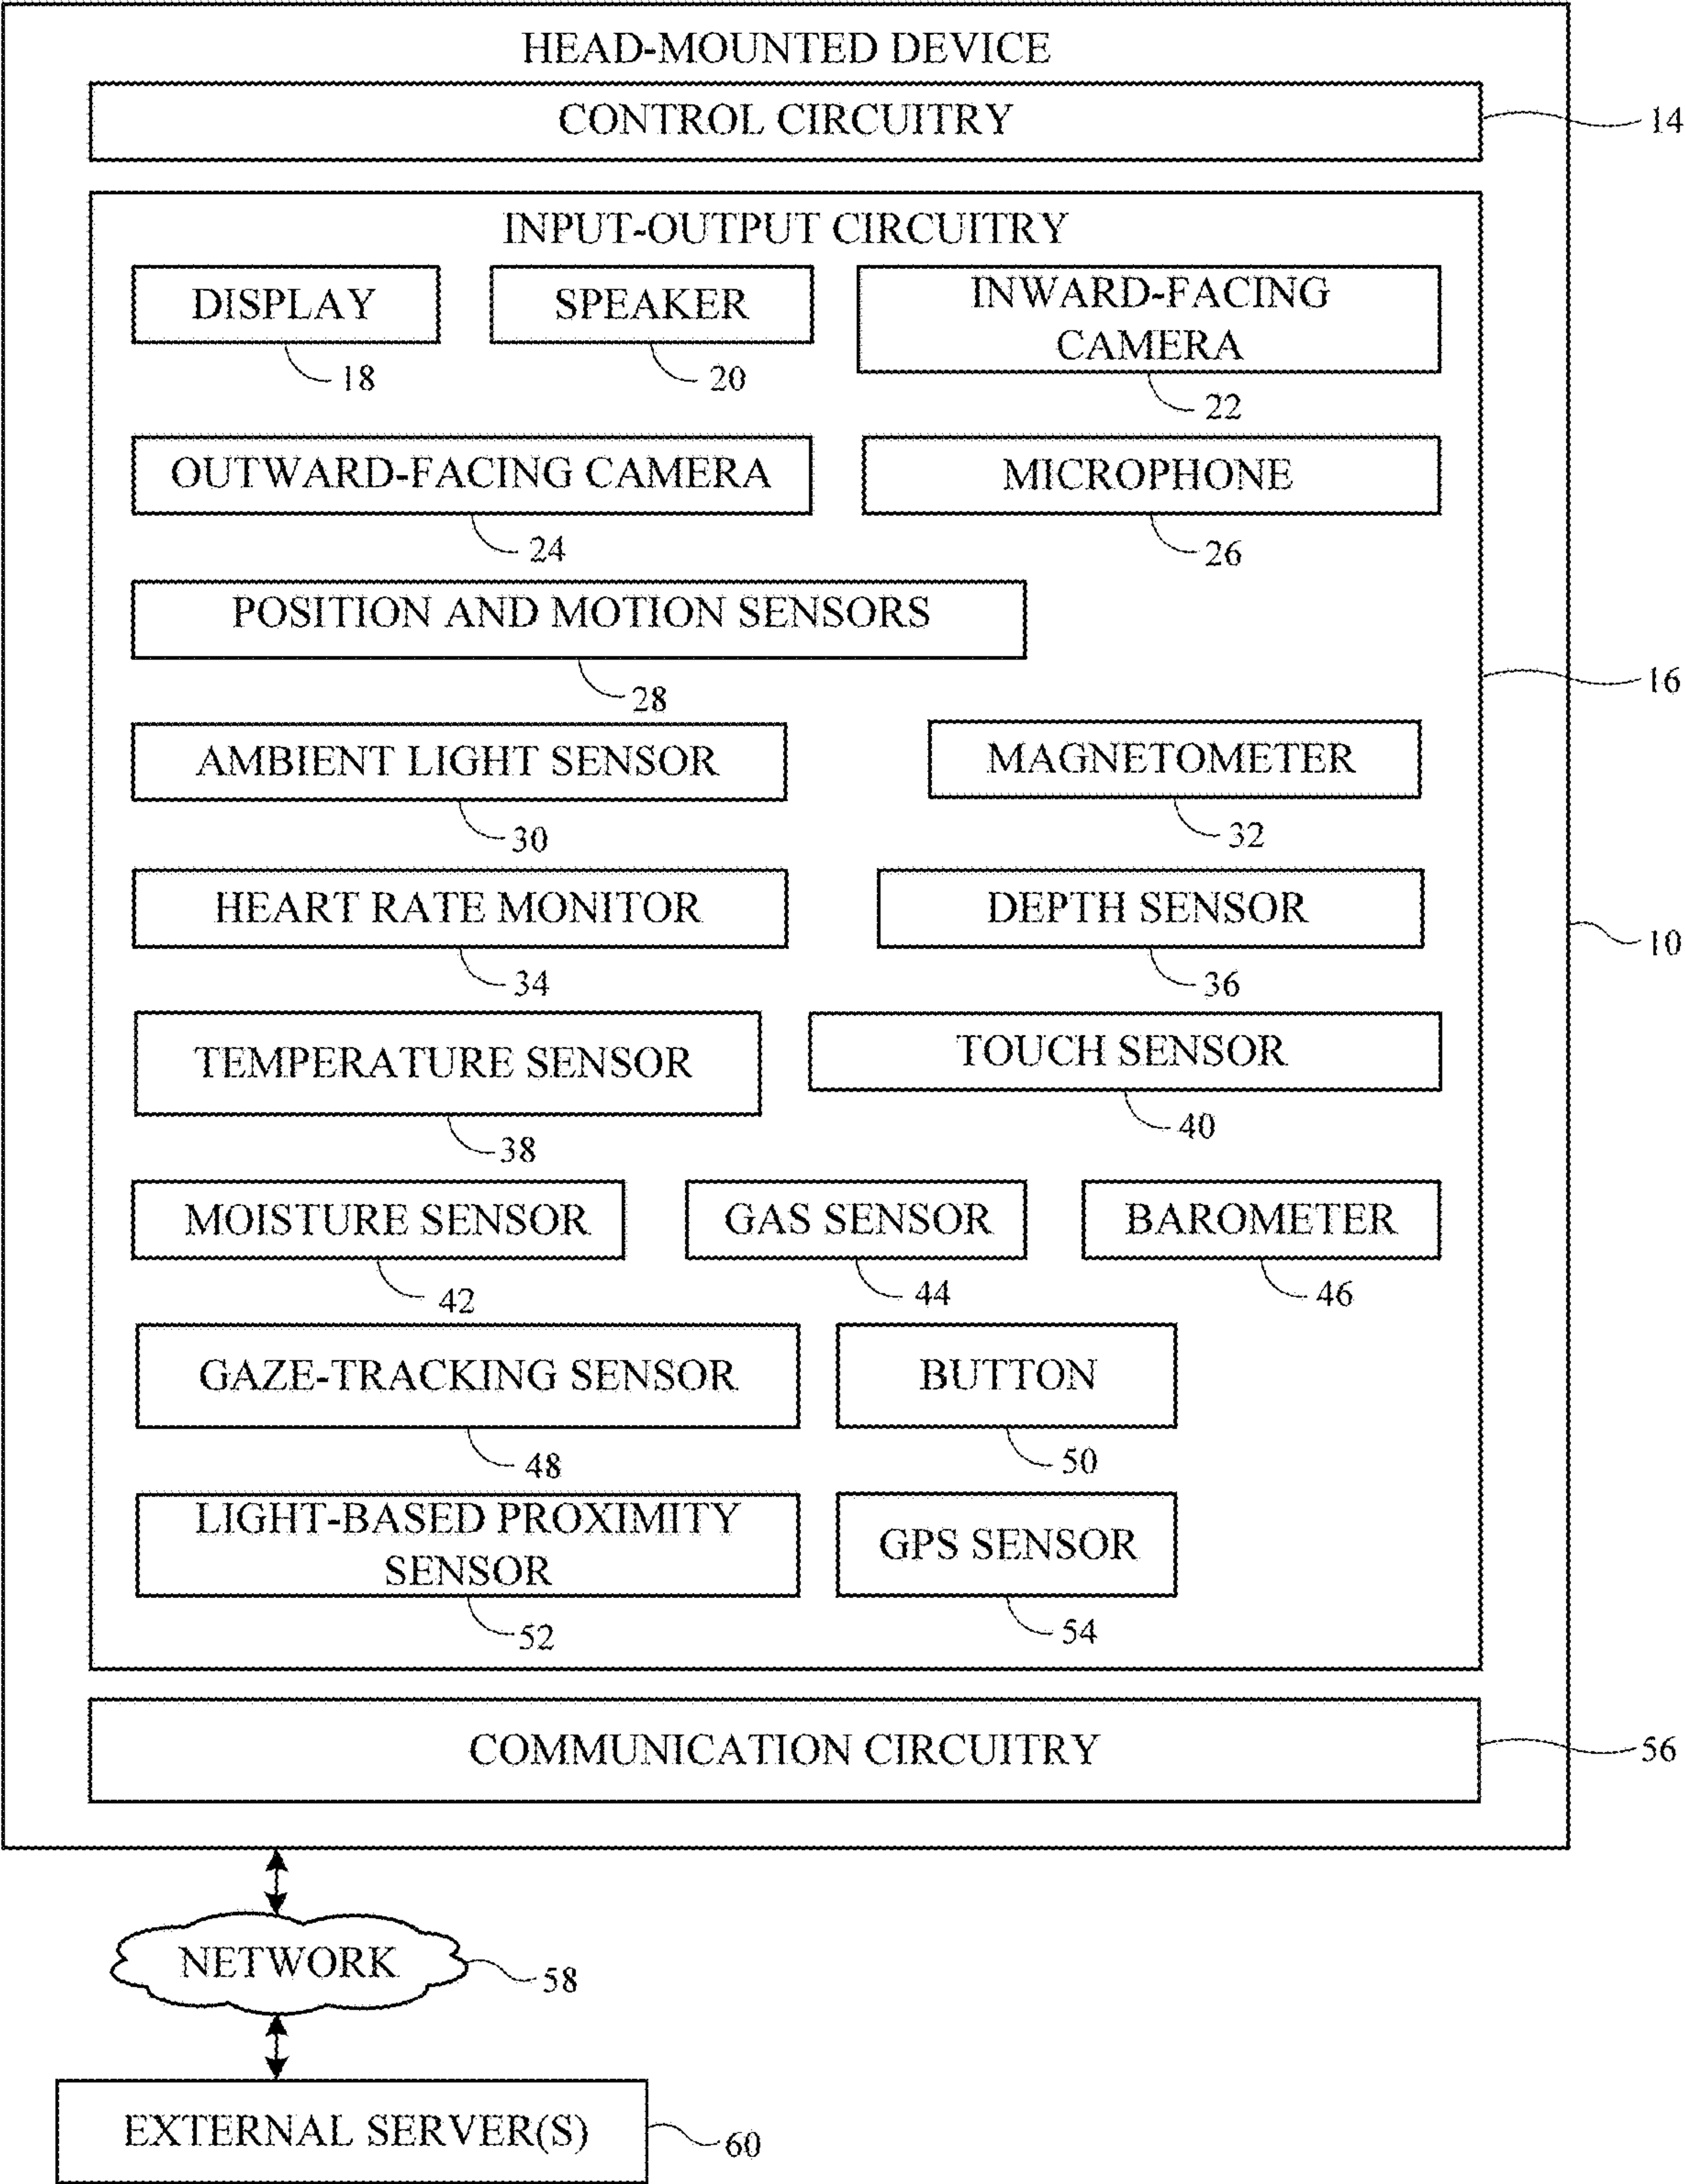 HEAD-MOUNTED DEVICE
CONTROL CIRCUITRY
14
INPUT-OUTPUT CIRCUITRY
DISPLAY
18
SPEAKER
20
INWARD-FACING
CAMERA
22
OUTWARD-FACING CAMERA
24
MICROPHONE
26
POSITION AND MOTION SENSORS
28
16
AMBIENT LIGHT SENSOR
30
MAGNETOMETER
32
HEART RATE MONITOR
34
DEPTH SENSOR
36
10
TEMPERATURE SENSOR
38
TOUCH SENSOR
40
MOISTURE SENSOR
42
GAS SENSOR
44
BAROMETER
46
GAZE-TRACKING SENSOR
48
BUTTON
50
LIGHT-BASED PROXIMITY
SENSOR
52
GPS SENSOR
54
COMMUNICATION CIRCUITRY
56
NETWORK
58
EXTERNAL SERVER(S)
60